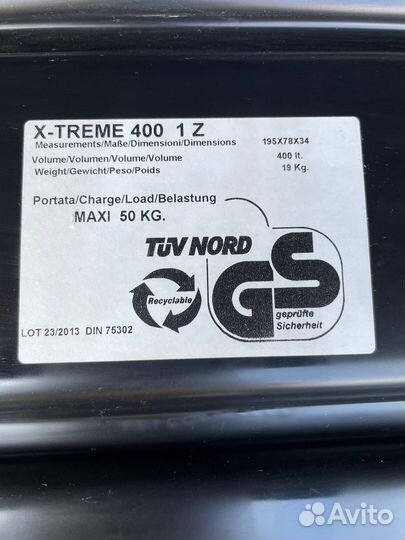 X-TREME 400 1 Z
Measurements/Maße/Dimensioni/Dimensions 195X78X34
Volume/Volumen/Volume/Volume 400 lt.
Weight/Gewicht/Peso/Poids 19 Kg.
Portata/Charge/Load/Belastung
MAXI 50 KG.
TÜV NORD
Recyclable
GS
geprüfte
Sicherheit
LOT 23/2013 DIN 75302
Avito